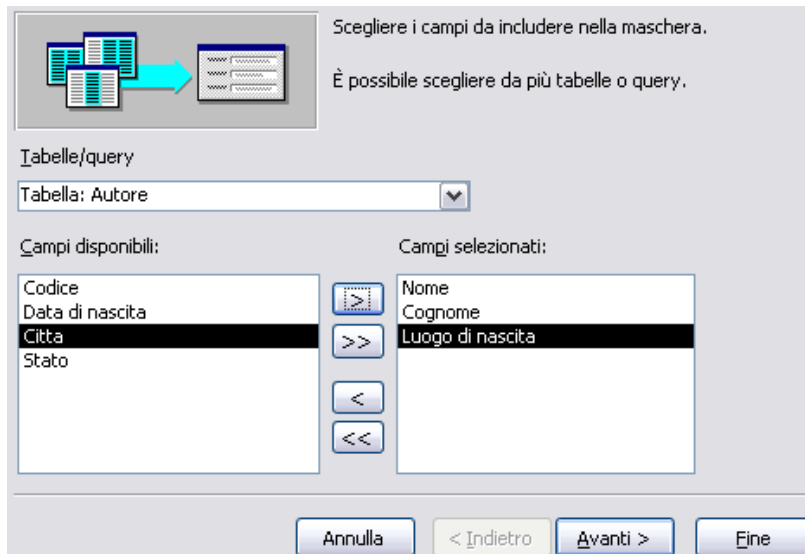 Scegliere i campi da includere nella maschera.
È possibile scegliere da più tabelle o query.
Tabelle/query
Tabella: Autore
Campi disponibili:
Campi selezionati:
Codice
Data di nascita
Citta
Stato
>
>>
<
<<
Nome
Cognome
Luogo di nascita
Annulla
< Indietro
Avanti >
Fine